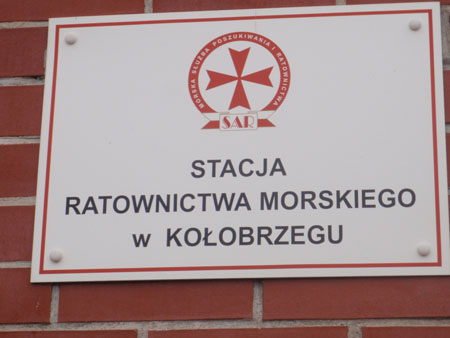 MORSKA SŁUŻBA POSZUKIWANIA I RATOWNICTWA
SAR
STACJA
RATOWNICTWA MORSKIEGO
w KOŁOBRZEGU